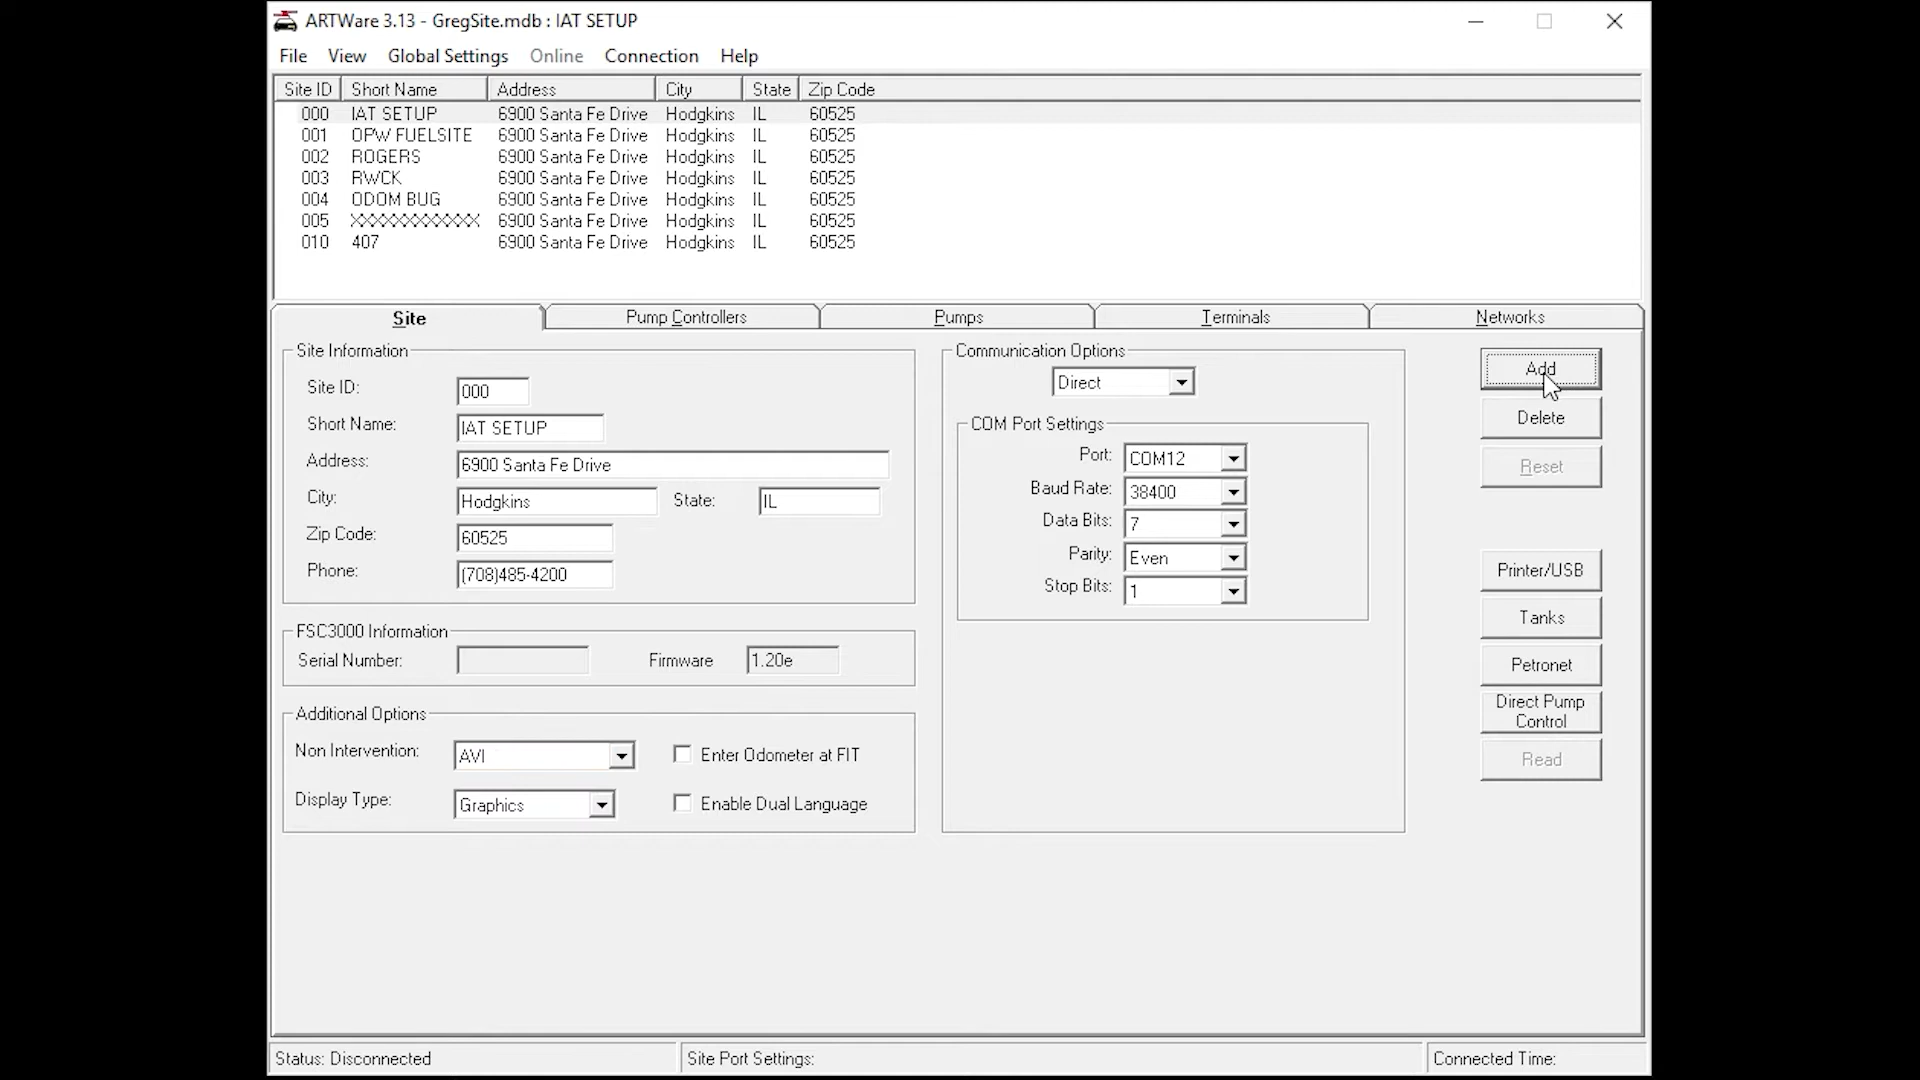 ARTWare 3.13 - GregSite.mdb : IAT SETUP
File View Global Settings Online Connection Help
Site ID Short Name Address City State Zip Code
000 IAT SETUP 6900 Santa Fe Drive Hodgkins IL 60525
001 OPW FUELSITE 6900 Santa Fe Drive Hodgkins IL 60525
002 ROGERS 6900 Santa Fe Drive Hodgkins IL 60525
003 RWCK 6900 Santa Fe Drive Hodgkins IL 60525
004 ODOM BUG 6900 Santa Fe Drive Hodgkins IL 60525
005 XXXXXXXXXXXX 6900 Santa Fe Drive Hodgkins IL 60525
010 407 6900 Santa Fe Drive Hodgkins IL 60525
Site Pump Controllers Pumps Terminals Networks
Site Information
Site ID: 000
Short Name: IAT SETUP
Address: 6900 Santa Fe Drive
City: Hodgkins State: IL
Zip Code: 60525
Phone: (708)485-4200
FSC3000 Information
Serial Number: Firmware 1.20e
Additional Options
Non Intervention: AVI Enter Odometer at FIT
Display Type: Graphics Enable Dual Language
Communication Options
Direct
COM Port Settings
Port: COM12
Baud Rate: 38400
Data Bits: 7
Parity: Even
Stop Bits: 1
Add
Delete
Reset
Printer/USB
Tanks
Petronet
Direct Pump
Control
Read
Status: Disconnected Site Port Settings: Connected Time: